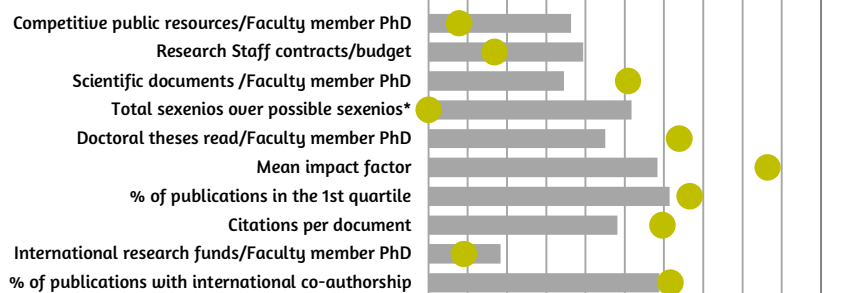 Competitive public resources/Faculty member PhD
Research Staff contracts/budget
Scientific documents /Faculty member PhD
Total sexenios over possible sexenios*
Doctoral theses read/Faculty member PhD
Mean impact factor
% of publications in the 1st quartile
Citations per document
International research funds/Faculty member PhD
% of publications with international co-authorship